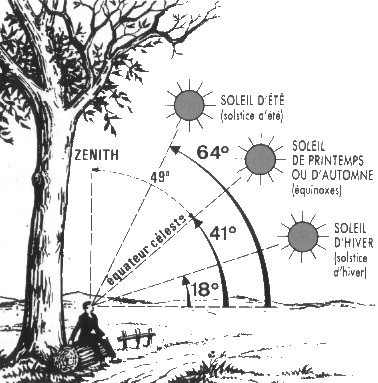 SOLEIL D'ÉTÉ
(solstice d'été)
ZENITH
64°
SOLEIL
DE PRINTEMPS
OU D'AUTOMNE
(équinoxes)
49°
équateur céleste
41°
SOLEIL
D'HIVER
(solstice
d'hiver)
18°